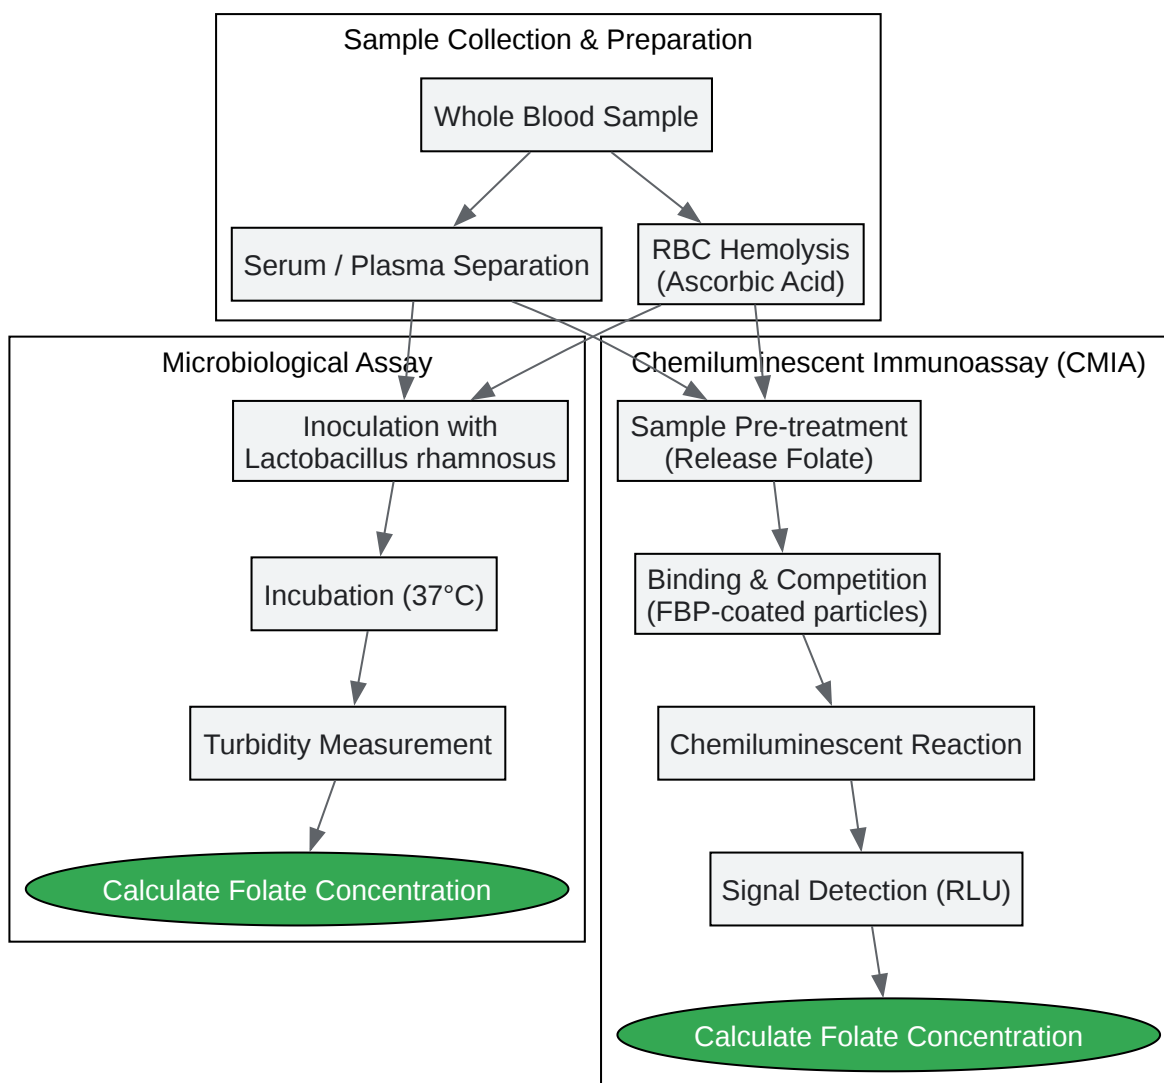 Sample Collection & Preparation
Whole Blood Sample
Serum / Plasma Separation
RBC Hemolysis
(Ascorbic Acid)
Microbiological Assay
Inoculation with
Lactobacillus rhamnosus
Incubation (37°C)
Turbidity Measurement
Calculate Folate Concentration
Chemiluminescent Immunoassay (CMIA)
Sample Pre-treatment
(Release Folate)
Binding & Competition
(FBP-coated particles)
Chemiluminescent Reaction
Signal Detection (RLU)
Calculate Folate Concentration